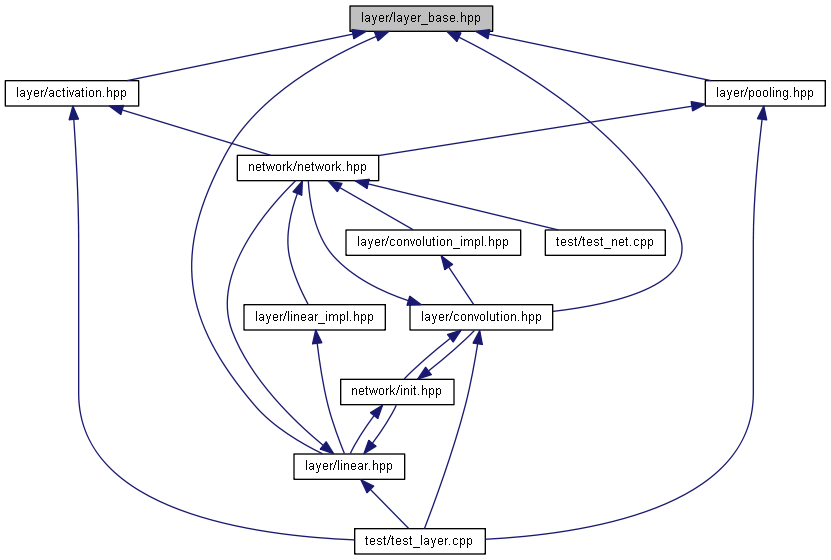 layer/layer_base.hpp
layer/activation.hpp
layer/pooling.hpp
network/network.hpp
layer/convolution_impl.hpp
test/test_net.cpp
layer/linear_impl.hpp
layer/convolution.hpp
network/init.hpp
layer/linear.hpp
test/test_layer.cpp